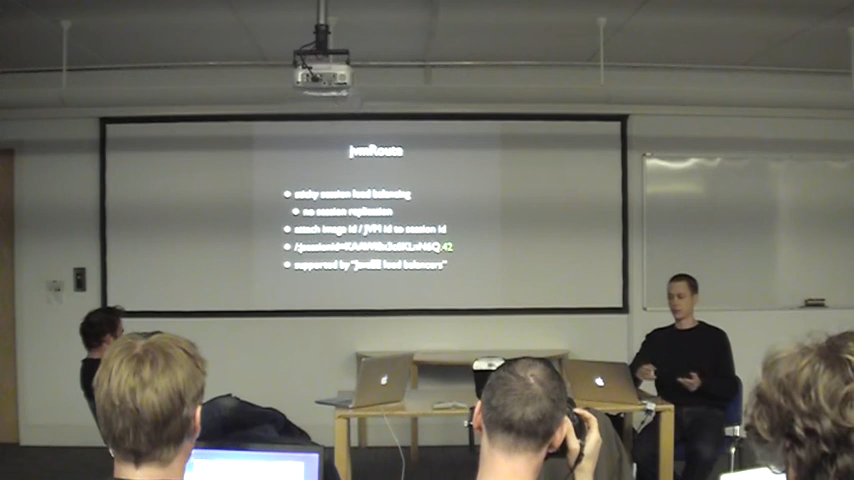 jvmRoute
sticky session load balancing
no session replication
attach image id / JVM id to session id
supported by "JavaEE load balancers"